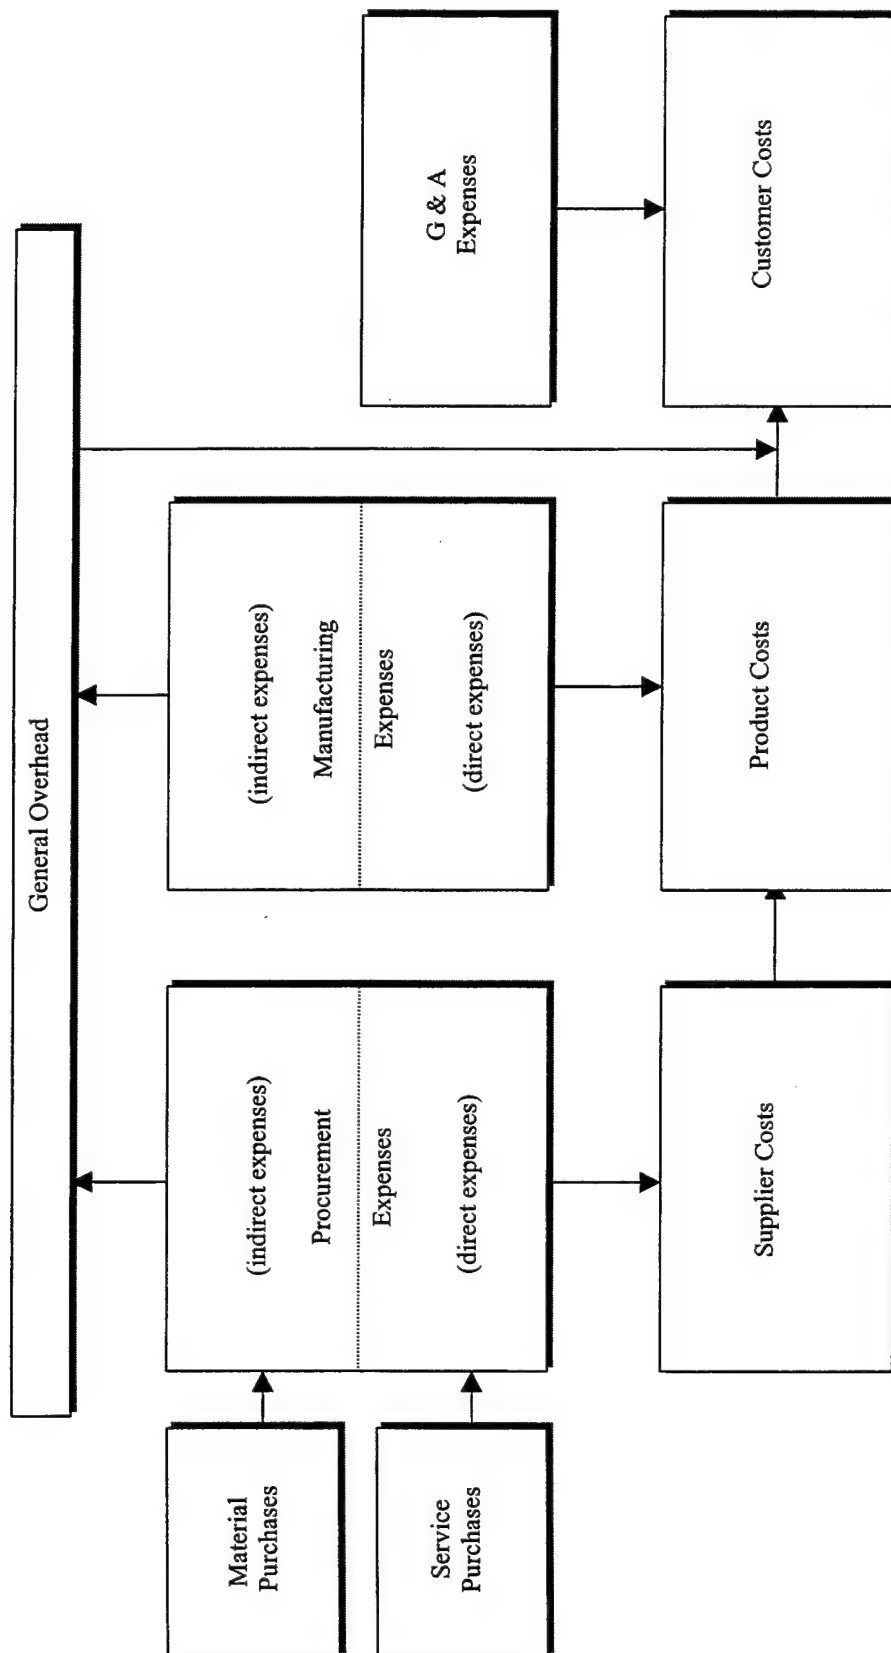 General Overhead
Material
Purchases
Service
Purchases
(indirect expenses)
Procurement
Expenses
(direct expenses)
(indirect expenses)
Manufacturing
Expenses
(direct expenses)
G & A
Expenses
Supplier Costs
Product Costs
Customer Costs